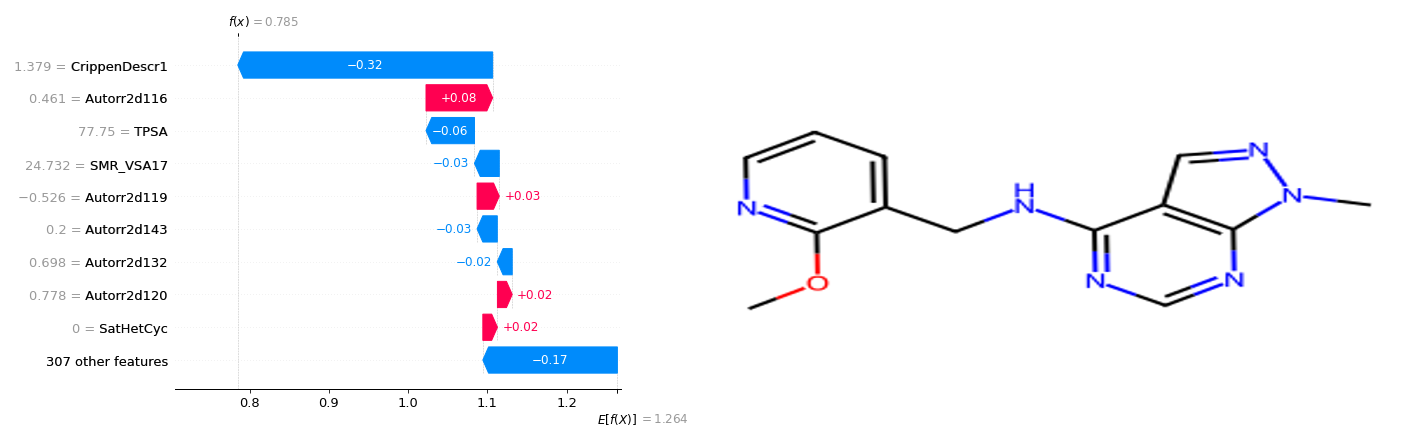 f(x) = 0.785
1.379 = CrippenDescr1
−0.32
0.461 = Autorr2d116
+0.08
77.75 = TPSA
−0.06
24.732 = SMR_VSA17
−0.03
−0.526 = Autorr2d119
+0.03
0.2 = Autorr2d143
−0.03
0.698 = Autorr2d132
−0.02
0.778 = Autorr2d120
+0.02
0 = SatHetCyc
+0.02
307 other features
−0.17
0.8 0.9 1.0 1.1 1.2
E[f(X)] = 1.264
N
O
H
N
N
N
N
N